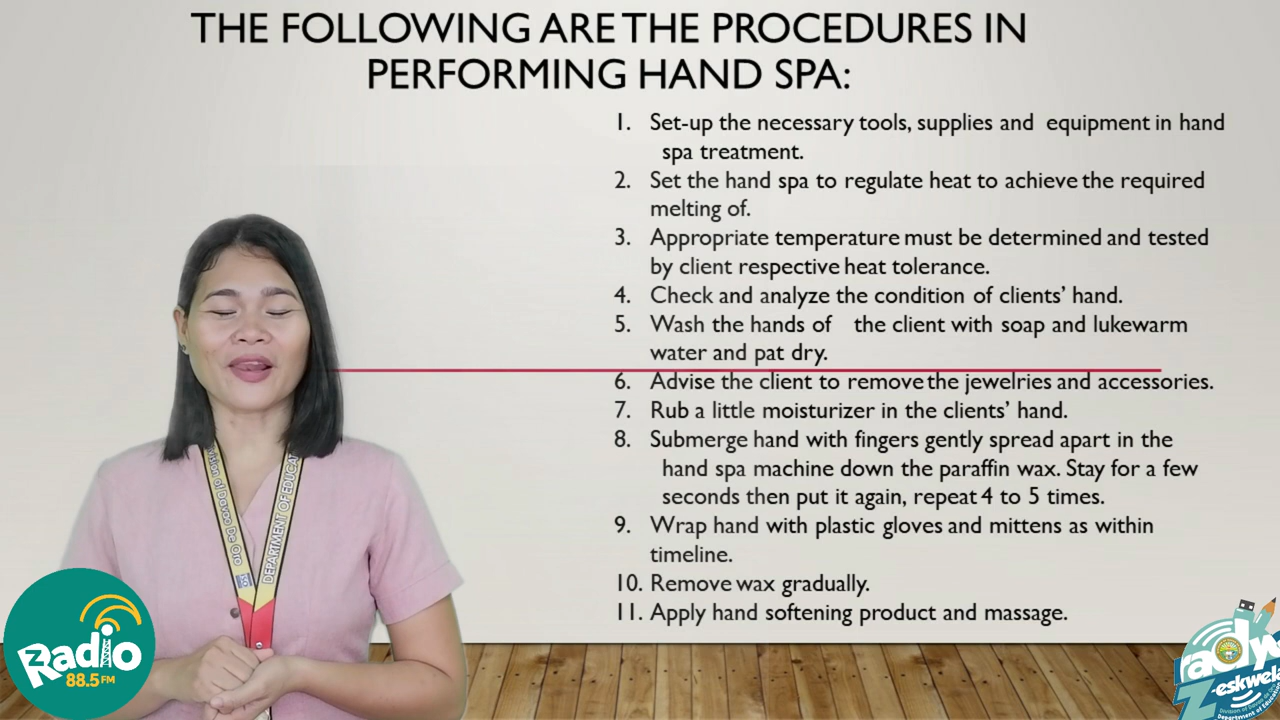 THE FOLLOWING ARE THE PROCEDURES IN
PERFORMING HAND SPA:
1. Set-up the necessary tools, supplies and equipment in hand
spa treatment.
2. Set the hand spa to regulate heat to achieve the required
melting of.
3. Appropriate temperature must be determined and tested
by client respective heat tolerance.
4. Check and analyze the condition of clients’ hand.
5. Wash the hands of the client with soap and lukewarm
water and pat dry.
6. Advise the client to remove the jewelries and accessories.
7. Rub a little moisturizer in the clients’ hand.
8. Submerge hand with fingers gently spread apart in the
hand spa machine down the paraffin wax. Stay for a few
seconds then put it again, repeat 4 to 5 times.
9. Wrap hand with plastic gloves and mittens as within
timeline.
10. Remove wax gradually.
11. Apply hand softening product and massage.
DAVAO DE ORO
DEPARTMENT OF EDUCAT
Z Radio
88.5 FM
eskwela